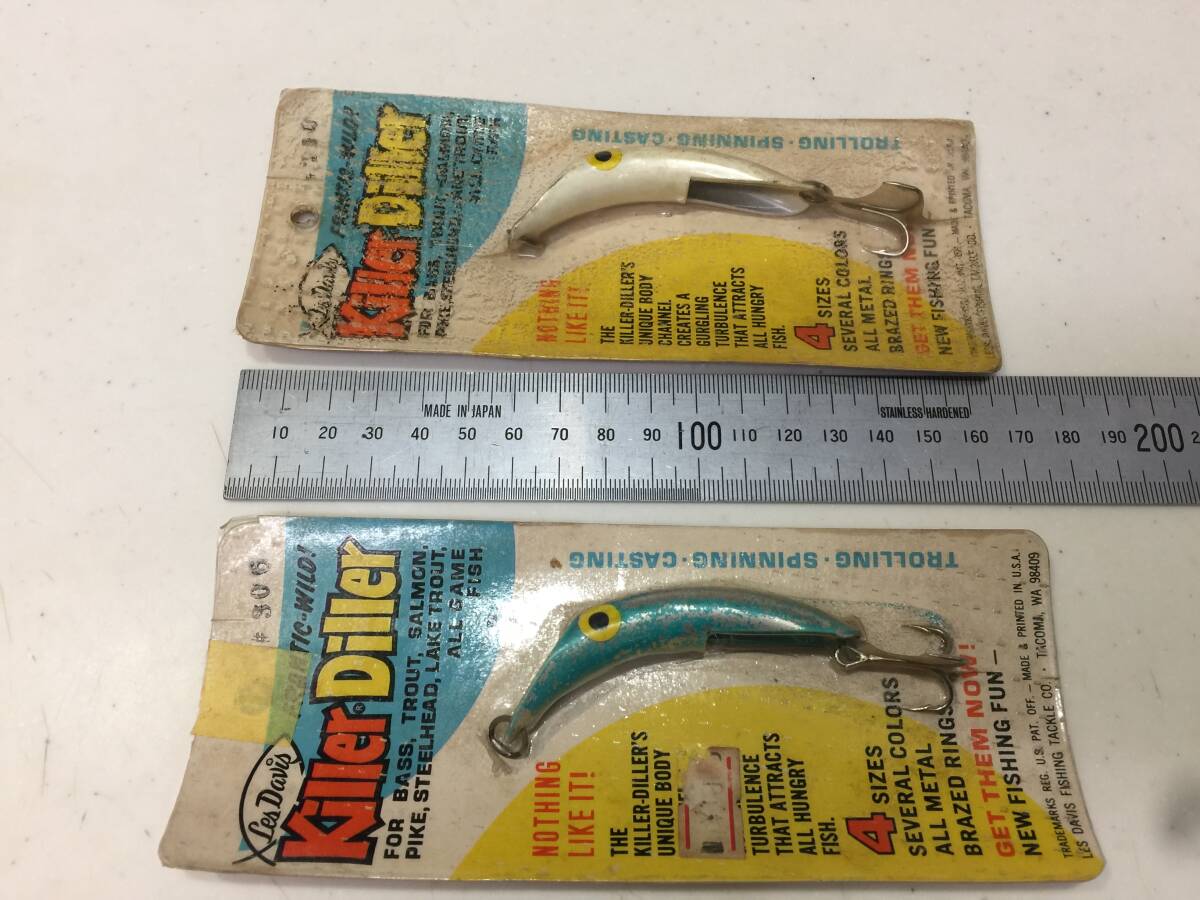 FRANTIC-WILD!
Les Davis
Killer Diller
FOR BASS, TROUT, SALMON,
PIKE, STEELHEAD, LAKE TROUT,
ALL GAME
FISH
TROLLING · SPINNING · CASTING
NOTHING
LIKE IT!
THE
KILLER-DILLER'S
UNIQUE BODY
CHANNEL
CREATES A
GURGLING
TURBULENCE
THAT ATTRACTS
ALL HUNGRY
FISH.
4 SIZES
SEVERAL COLORS
ALL METAL
BRAZED RING
GET THEM NO
NEW FISHING FUN
MADE IN JAPAN
STAINLESS HARDENED
10 20 30 40 50 60 70 80 90 100 110 120 130 140 150 160 170 180 190 200 2
#306
ANTIC-WILD!
Les Davis
Killer Diller®
FOR BASS, TROUT, SALMON,
PIKE, STEELHEAD, LAKE TROUT,
ALL GAME
FISH
TROLLING · SPINNING · CASTING
NOTHING
LIKE IT!
THE
KILLER-DILLER'S
UNIQUE BODY
TURBULENCE
THAT ATTRACTS
ALL HUNGRY
FISH.
4 SIZES
SEVERAL COLORS
ALL METAL
BRAZED RINGS
GET THEM NOW!
NEW FISHING FUN –
TRADEMARKS REG. U.S. PAT. OFF. — MADE & PRINTED IN U.S.A.
LES DAVIS FISHING TACKLE CO., TACOMA, WA 98409